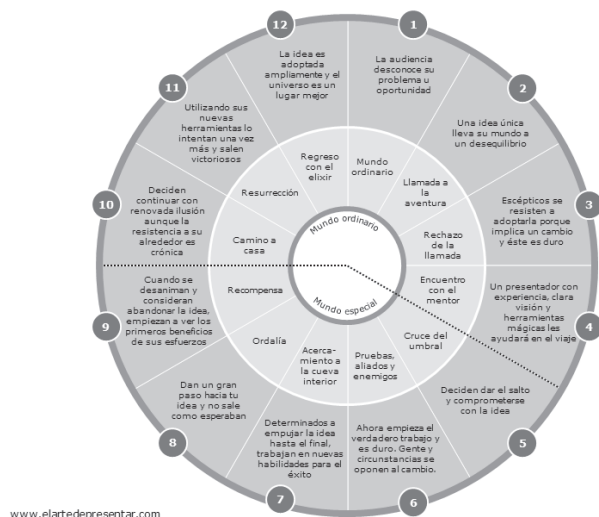 1
La audiencia
desconoce su
problema u
oportunidad
2
Una idea única
lleva su mundo a
un desequilibrio
3
Escépticos se
resisten a
adoptarla porque
implica un cambio
y éste es duro
4
Un presentador con
experiencia, clara
visión y
herramientas
mágicas les
ayudará en el viaje
5
Deciden dar el salto
y comprometerse
con la idea
6
Ahora empieza el
verdadero trabajo y
es duro. Gente y
circunstancias se
oponen al cambio.
7
Determinados a
empujar la idea
hasta el final,
trabajan en nuevas
habilidades para el
éxito
8
Dan un gran
paso hacia tu
idea y no sale
como esperaban
9
Cuando se
desaniman y
consideran
abandonar la idea,
empiezan a ver los
primeros beneficios
de sus esfuerzos
10
Deciden
continuar con
renovada ilusión
aunque la
resistencia a su
alrededor es
crónica
11
Utilizando sus
nuevas
herramientas lo
intentan una vez
más y salen
victoriosos
12
La idea es
adoptada
ampliamente y el
universo es un
lugar mejor
Mundo
ordinario
Llamada a
la
aventura
Rechazo
de la
llamada
Encuentro
con el
mentor
Cruce del
umbral
Pruebas,
aliados y
enemigos
Acerca-
miento a
la cueva
interior
Ordalía
Recompensa
Camino a
casa
Resurrección
Regreso
con el
elixir
Mundo ordinario
Mundo especial
www.elartedepresentar.com